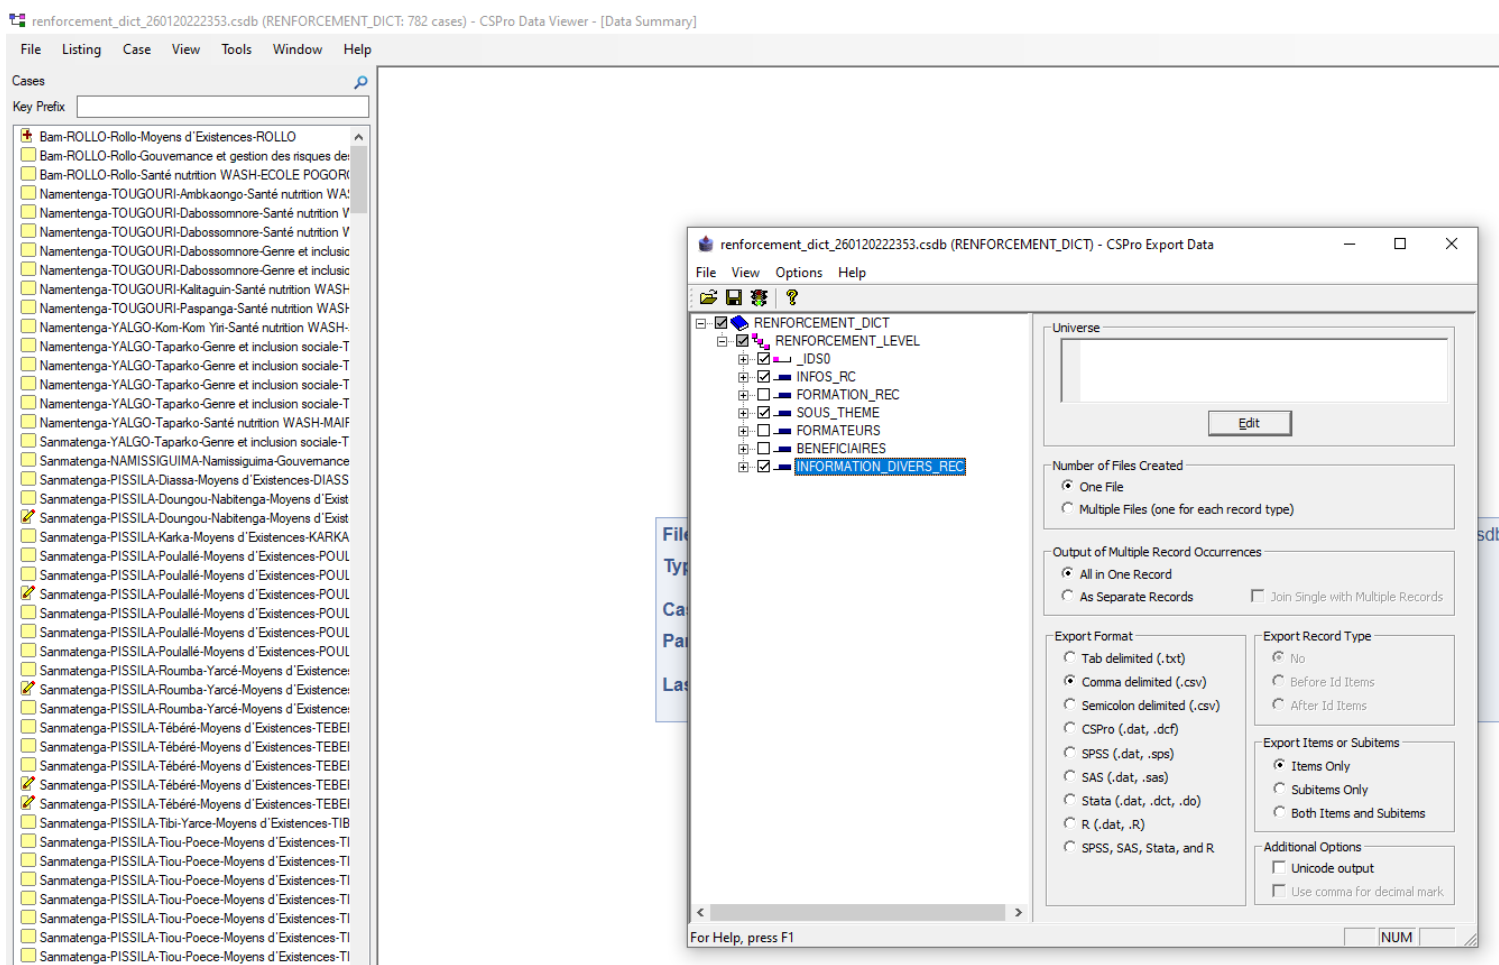 renforcement_dict_260120222353.csdb (RENFORCEMENT_DICT: 782 cases) - CSPro Data Viewer - [Data Summary]
File Listing Case View Tools Window Help
Cases
Key Prefix
Bam-ROLLO-Rollo-Moyens d'Existences-ROLLO
Bam-ROLLO-Rollo-Gouvernance et gestion des risques de
Bam-ROLLO-Rollo-Santé nutrition WASH-ECOLE POGOR
Namentenga-TOUGOURI-Ambkaongo-Santé nutrition WA
Namentenga-TOUGOURI-Dabossomnore-Santé nutrition
Namentenga-TOUGOURI-Dabossomnore-Santé nutrition
Namentenga-TOUGOURI-Dabossomnore-Genre et inclusic
Namentenga-TOUGOURI-Dabossomnore-Genre et inclusic
Namentenga-TOUGOURI-Kalitaguin-Santé nutrition WASH
Namentenga-TOUGOURI-Paspanga-Santé nutrition WASH
Namentenga-YALGO-Kom-Kom Yiri-Santé nutrition WASH-
Namentenga-YALGO-Taparko-Genre et inclusion sociale-T
Namentenga-YALGO-Taparko-Genre et inclusion sociale-T
Namentenga-YALGO-Taparko-Genre et inclusion sociale-T
Namentenga-YALGO-Taparko-Genre et inclusion sociale-T
Namentenga-YALGO-Taparko-Santé nutrition WASH-MAIF
Sanmatenga-YALGO-Taparko-Genre et inclusion sociale-T
Sanmatenga-NAMISSIGUIMA-Namissiguima-Gouvernance
Sanmatenga-PISSILA-Diassa-Moyens d'Existences-DIASS
Sanmatenga-PISSILA-Doungou-Nabitenga-Moyens d'Exist
Sanmatenga-PISSILA-Doungou-Nabitenga-Moyens d'Exist
Sanmatenga-PISSILA-Karka-Moyens d'Existences-KARKA
Sanmatenga-PISSILA-Poulallé-Moyens d'Existences-POUL
Sanmatenga-PISSILA-Poulallé-Moyens d'Existences-POUL
Sanmatenga-PISSILA-Poulallé-Moyens d'Existences-POUL
Sanmatenga-PISSILA-Poulallé-Moyens d'Existences-POUL
Sanmatenga-PISSILA-Poulallé-Moyens d'Existences-POUL
Sanmatenga-PISSILA-Poulallé-Moyens d'Existences-POUL
Sanmatenga-PISSILA-Roumba-Yarcé-Moyens d'Existence
Sanmatenga-PISSILA-Roumba-Yarcé-Moyens d'Existence
Sanmatenga-PISSILA-Roumba-Yarcé-Moyens d'Existence
Sanmatenga-PISSILA-Tébéré-Moyens d'Existences-TEBEI
Sanmatenga-PISSILA-Tébéré-Moyens d'Existences-TEBEI
Sanmatenga-PISSILA-Tébéré-Moyens d'Existences-TEBEI
Sanmatenga-PISSILA-Tébéré-Moyens d'Existences-TEBEI
Sanmatenga-PISSILA-Tébéré-Moyens d'Existences-TEBEI
Sanmatenga-PISSILA-Tibi-Yarce-Moyens d'Existences-TIB
Sanmatenga-PISSILA-Tiou-Poece-Moyens d'Existences-TI
Sanmatenga-PISSILA-Tiou-Poece-Moyens d'Existences-TI
Sanmatenga-PISSILA-Tiou-Poece-Moyens d'Existences-TI
Sanmatenga-PISSILA-Tiou-Poece-Moyens d'Existences-TI
Sanmatenga-PISSILA-Tiou-Poece-Moyens d'Existences-TI
Sanmatenga-PISSILA-Tiou-Poece-Moyens d'Existences-TI
Sanmatenga-PISSILA-Tiou-Poece-Moyens d'Existences-TI
File
Typ
Ca
Par
Las
sdb
renforcement_dict_260120222353.csdb (RENFORCEMENT_DICT) - CSPro Export Data
File View Options Help
RENFORCEMENT_DICT
RENFORCEMENT_LEVEL
_IDS0
INFOS_RC
FORMATION_REC
SOUS_THEME
FORMATEURS
BENEFICIAIRES
INFORMATION_DIVERS_REC
Universe
Edit
Number of Files Created
One File
Multiple Files (one for each record type)
Output of Multiple Record Occurrences
All in One Record
As Separate Records
Join Single with Multiple Records
Export Format
Tab delimited (.txt)
Comma delimited (.csv)
Semicolon delimited (.csv)
CSPro (.dat, .dcf)
SPSS (.dat, .sps)
SAS (.dat, .sas)
Stata (.dat, .dct, .do)
R (.dat, .R)
SPSS, SAS, Stata, and R
Export Record Type
No
Before Id Items
After Id Items
Export Items or Subitems
Items Only
Subitems Only
Both Items and Subitems
Additional Options
Unicode output
Use comma for decimal mark
For Help, press F1
NUM